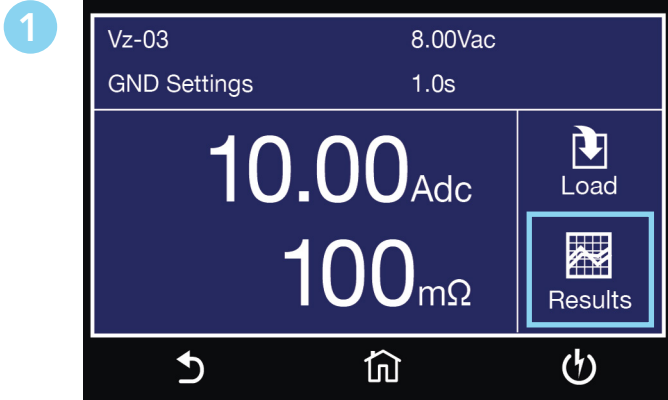 1
Vz-03 8.00Vac
GND Settings 1.0s
10.00Adc
100mΩ
Load
Results